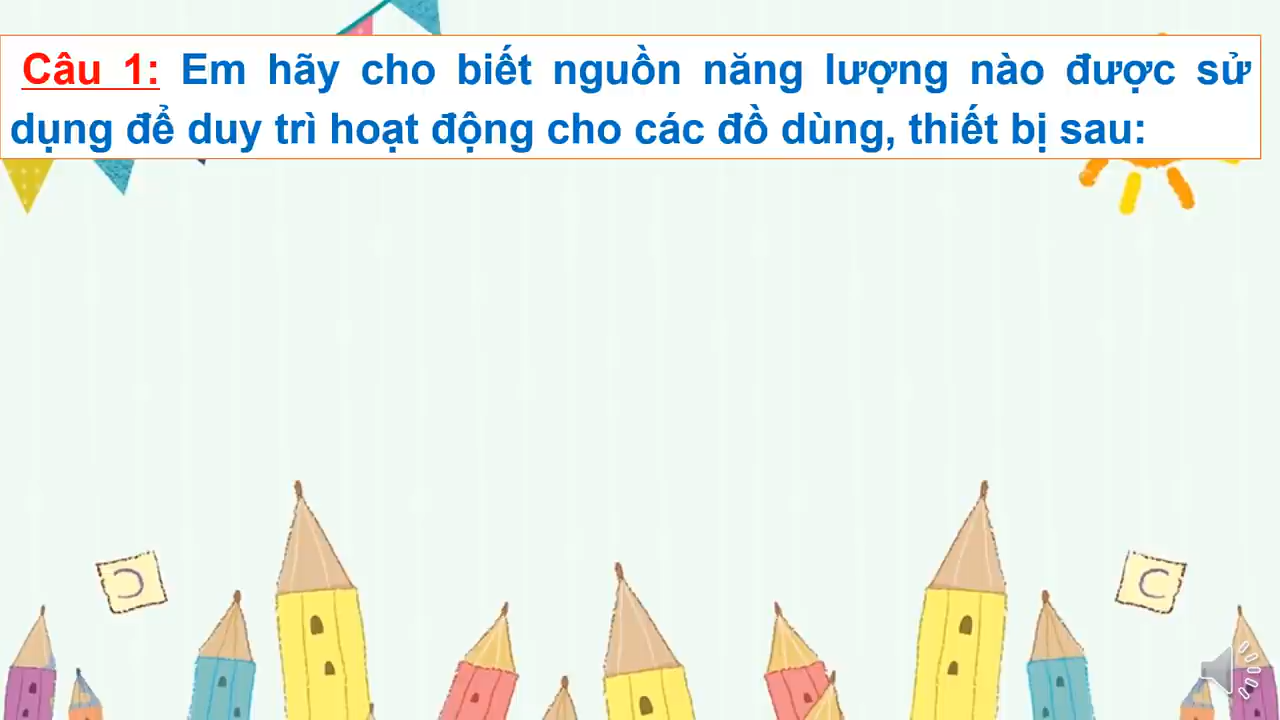 Câu 1: Em hãy cho biết nguồn năng lượng nào được sử
dụng để duy trì hoạt động cho các đồ dùng, thiết bị sau: